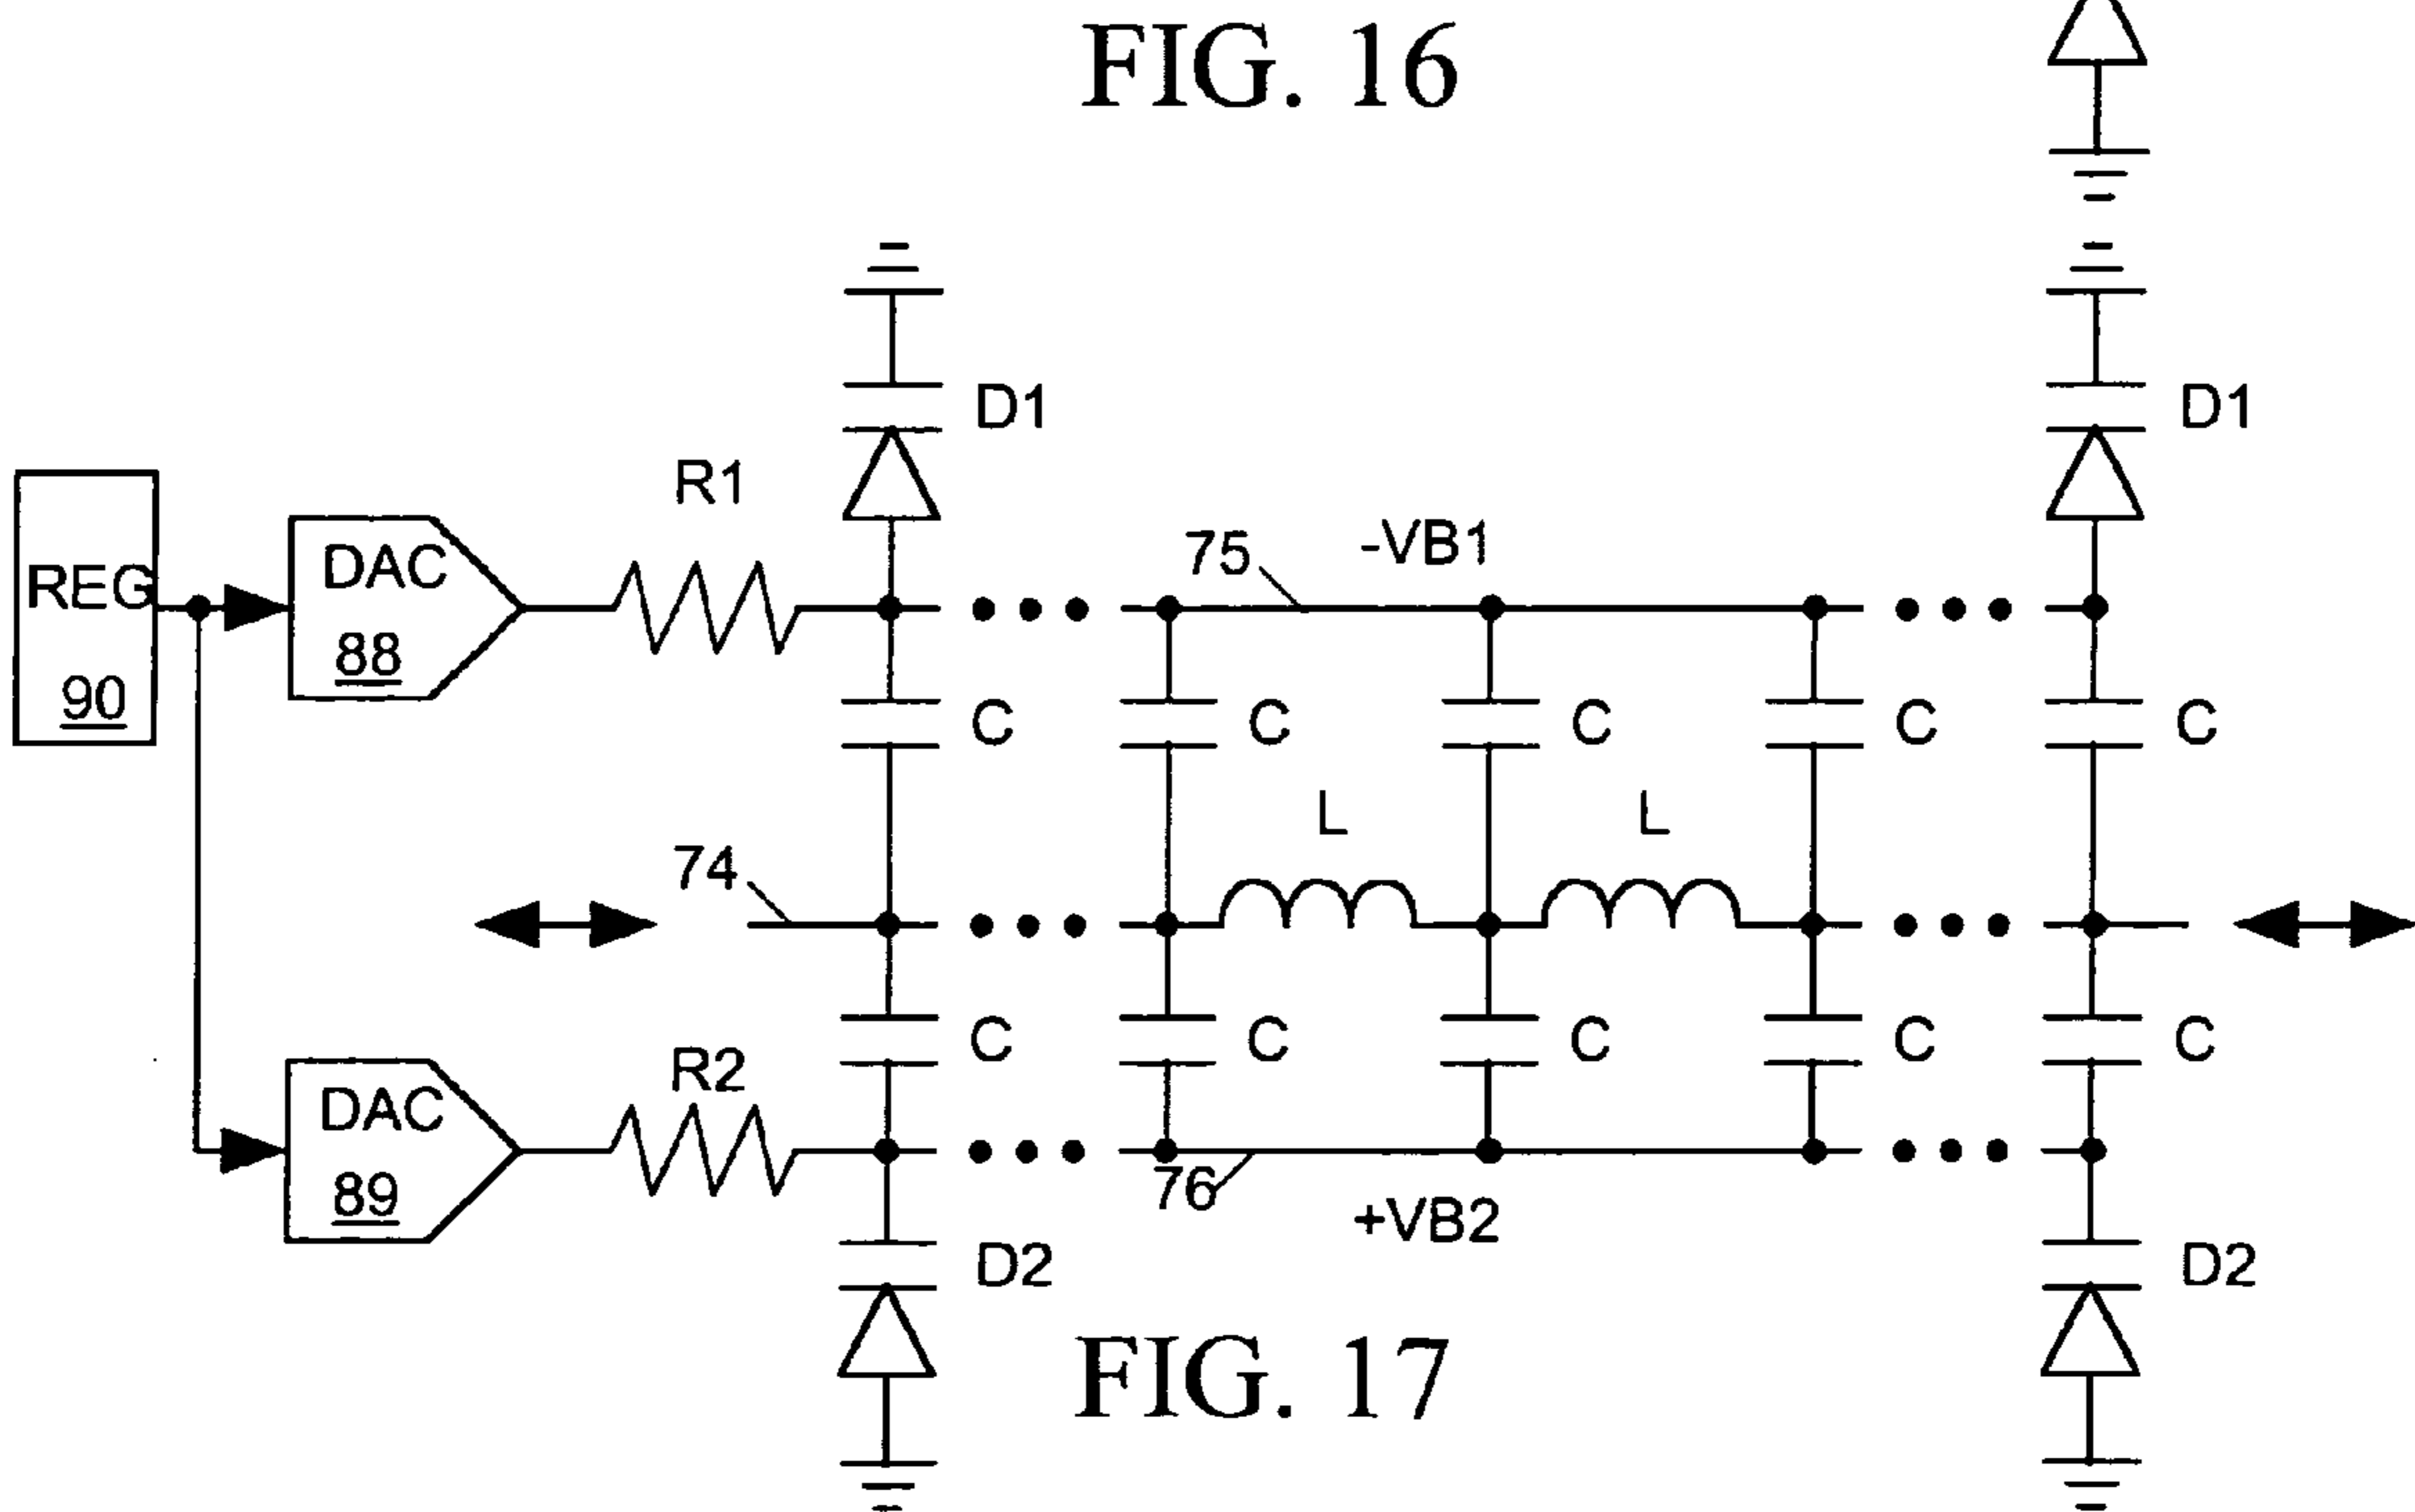 FIG. 16
D1
D1
R1
-VB1
75
REG
DAC
88
90
C
C
C
C
C
L
L
74
C
C
C
C
C
R2
DAC
89
76
+VB2
D2
D2
FIG. 17